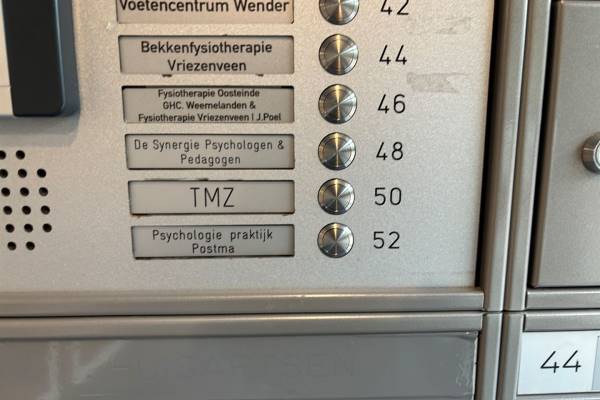 Voetencentrum Wender 42
Bekkenfysiotherapie
Vriezenveen 44
Fysiotherapie Oosteinde
GHC. Weemelanden &
Fysiotherapie Vriezenveen | J.Poel 46
De Synergie Psychologen &
Pedagogen 48
TMZ 50
Psychologie praktijk
Postma 52
44